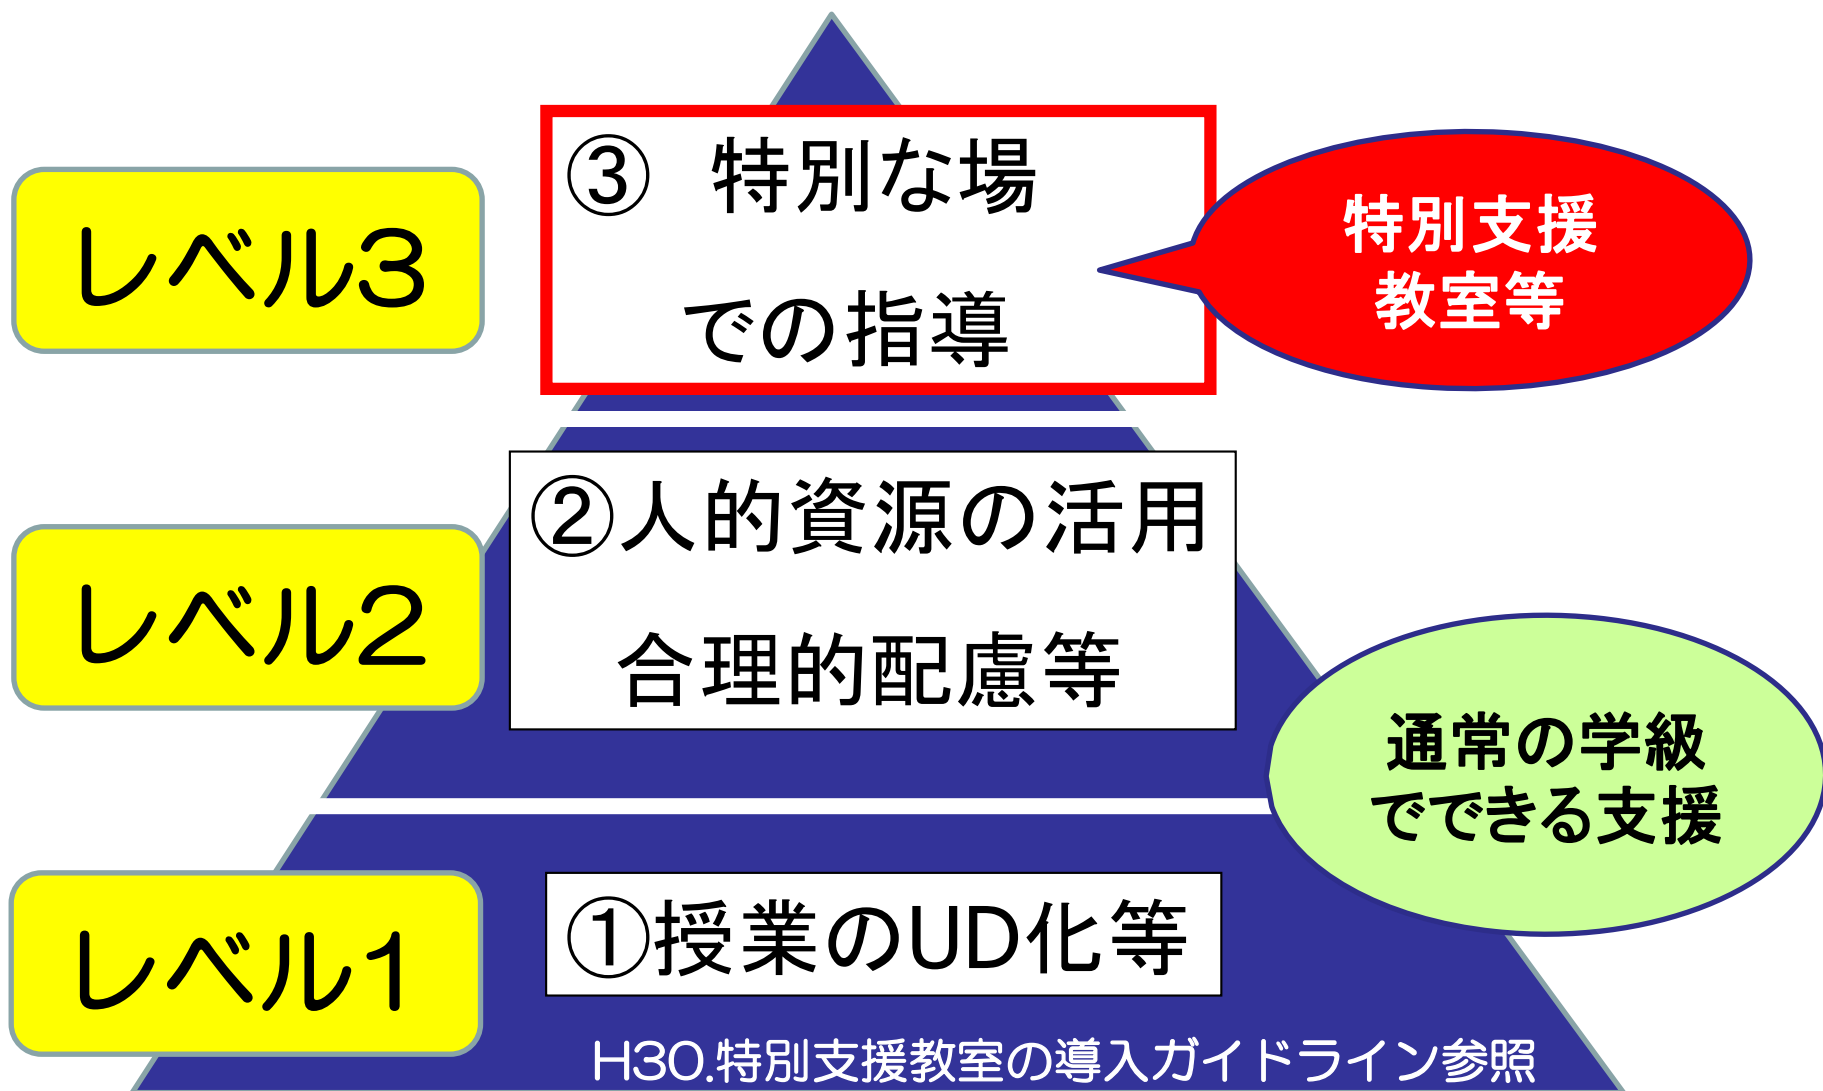 レベル3
③ 特別な場
での指導
特別支援
教室等
レベル2
②人的資源の活用
合理的配慮等
通常の学級
でできる支援
レベル1
①授業のUD化等
H30.特別支援教室の導入ガイドライン参照